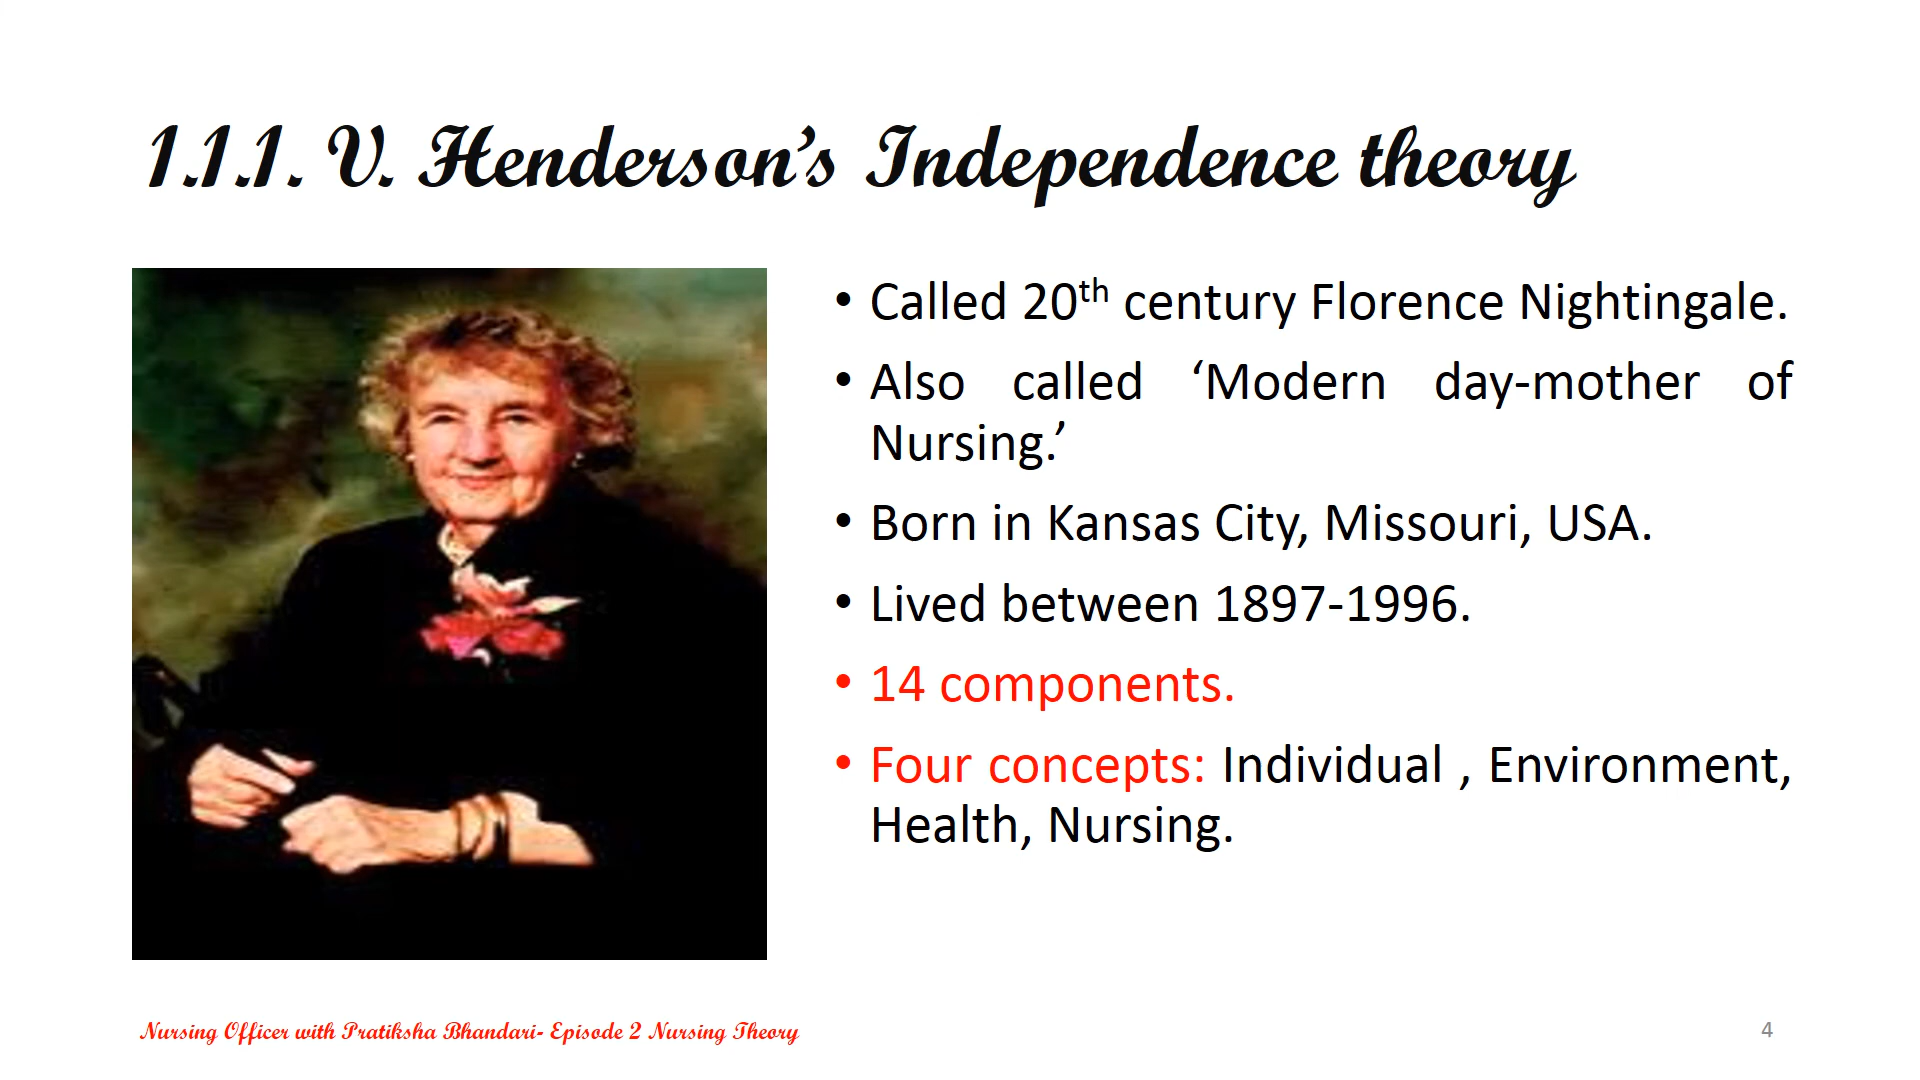 1.1.1. V. Henderson’s Independence theory
• Called 20th century Florence Nightingale.
• Also called ‘Modern day-mother of
Nursing.’
• Born in Kansas City, Missouri, USA.
• Lived between 1897-1996.
• 14 components.
• Four concepts: Individual , Environment,
Health, Nursing.
Nursing Officer with Pratiksha Bhandari- Episode 2 Nursing Theory
4